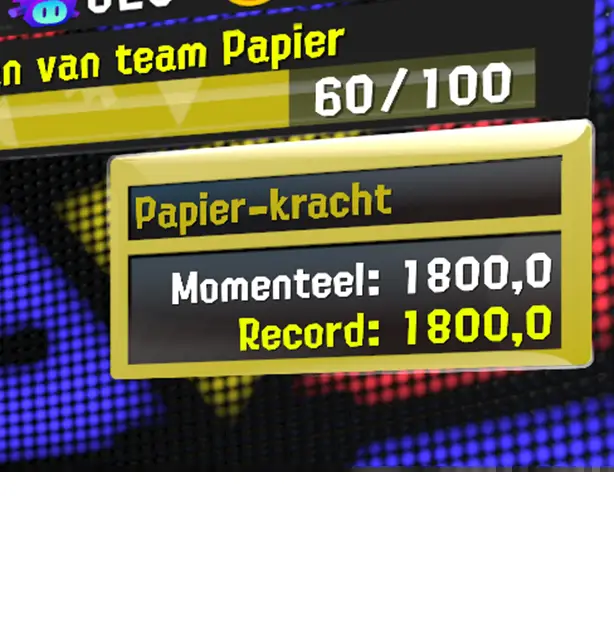 n van team Papier
60/100
Papier-kracht
Momenteel: 1800,0
Record: 1800,0